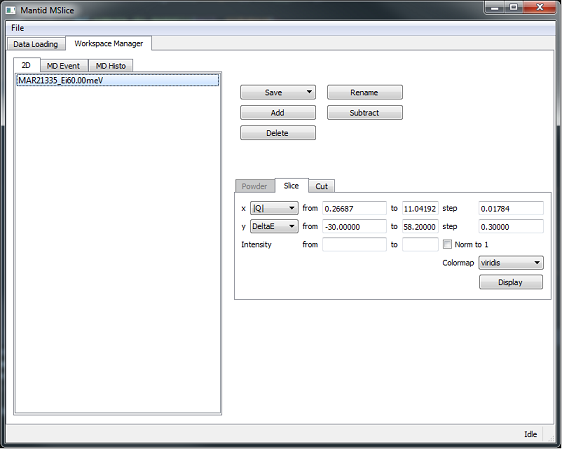 Mantid MSlice
File
Data Loading Workspace Manager
2D MD Event MD Histo
MAR21335_Ei60.00meV
Save Rename
Add Subtract
Delete
Powder Slice Cut
x |Q| from 0.26687 to 11.04192 step 0.01784
y DeltaE from -30.00000 to 58.20000 step 0.30000
Intensity from to Norm to 1
Colormap viridis
Display
Idle